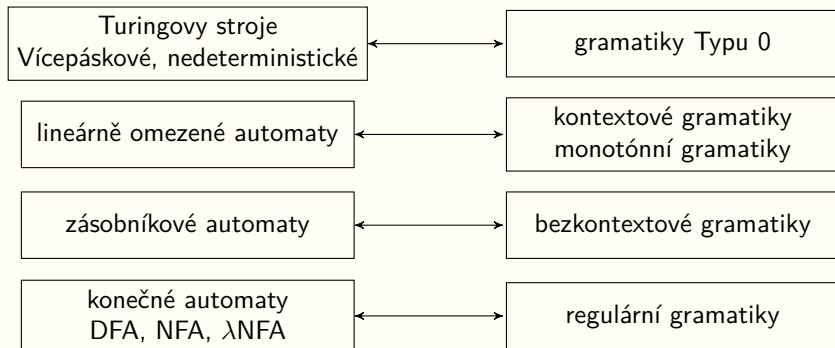 Turingovy stroje
Vícepáskové, nedeterministické
gramatiky Typu 0
lineárně omezené automaty
kontextové gramatiky
monotónní gramatiky
zásobníkové automaty
bezkontextové gramatiky
konečné automaty
DFA, NFA, λNFA
regulární gramatiky